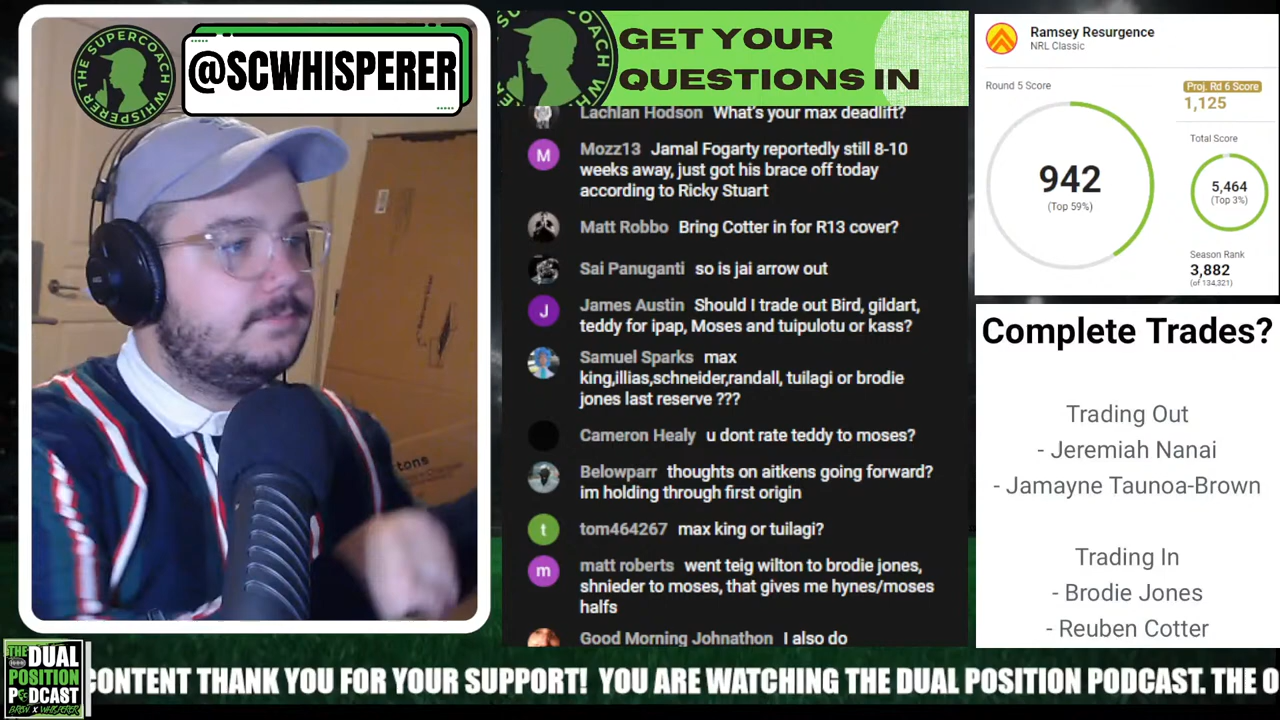 THE SUPERCOACH WHISPERER
@SCWHISPERER
GET YOUR
QUESTIONS IN
Lachlan Hodson What's your max deadlift?
M
Mozz13 Jamal Fogarty reportedly still 8-10
weeks away, just got his brace off today
according to Ricky Stuart
Matt Robbo Bring Cotter in for R13 cover?
Sai Panuganti so is jai arrow out
J
James Austin Should I trade out Bird, gildart,
teddy for ipap, Moses and tuipulotu or kass?
Samuel Sparks max
king,illias,schneider,randall, tuilagi or brodie
jones last reserve ???
Cameron Healy u dont rate teddy to moses?
Belowparr thoughts on aitkens going forward?
im holding through first origin
t
tom464267 max king or tuilagi?
m
matt roberts went teig wilton to brodie jones,
shnieder to moses, that gives me hynes/moses
halfs
Good Morning Johnathon I also do
Ramsey Resurgence
NRL Classic
Round 5 Score
942
(Top 59%)
Proj. Rd 6 Score
1,125
Total Score
5,464
(Top 3%)
Season Rank
3,882
(of 134,321)
Complete Trades?
Trading Out
- Jeremiah Nanai
- Jamayne Taunoa-Brown
Trading In
- Brodie Jones
- Reuben Cotter
THE
DUAL
POSITION
PODCAST
BREW X WHISPERER
CONTENT THANK YOU FOR YOUR SUPPORT! YOU ARE WATCHING THE DUAL POSITION PODCAST. THE O